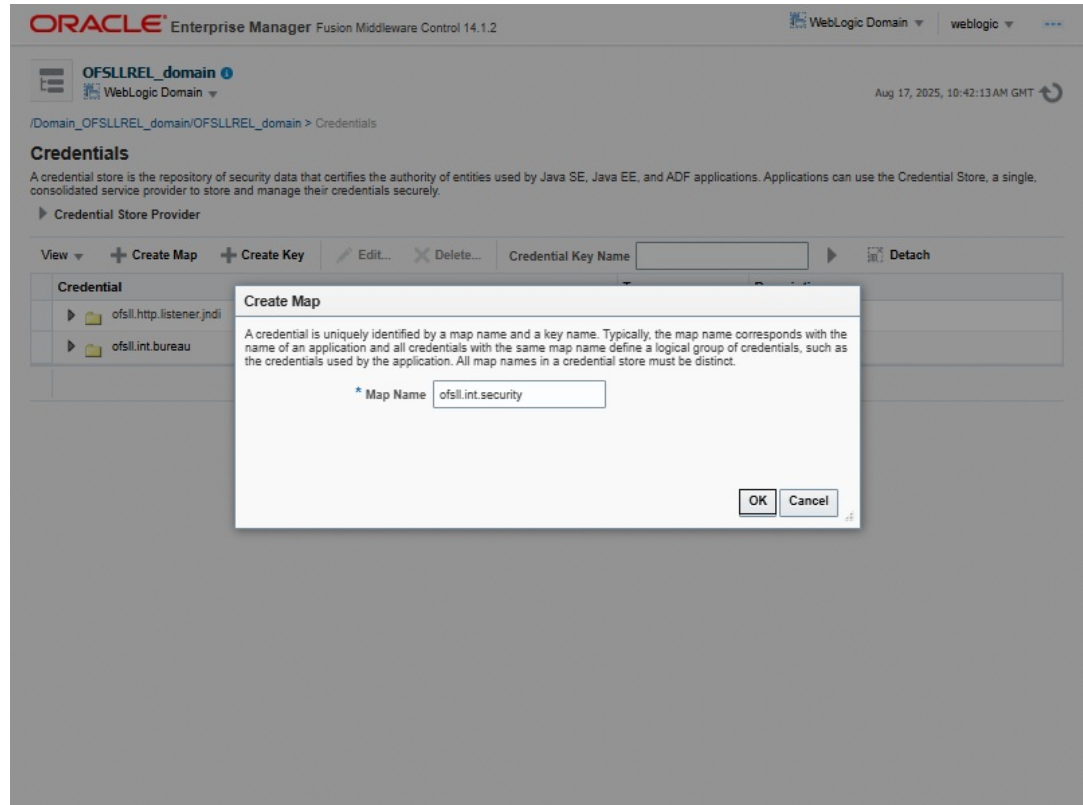 ORACLE Enterprise Manager Fusion Middleware Control 14.1.2
WebLogic Domain
weblogic
OFSLLREL_domain
WebLogic Domain
Aug 17, 2025, 10:42:13 AM GMT
/Domain_OFSLLREL_domain/OFSLLREL_domain > Credentials
Credentials
A credential store is the repository of security data that certifies the authority of entities used by Java SE, Java EE, and ADF applications. Applications can use the Credential Store, a single,
consolidated service provider to store and manage their credentials securely.
Credential Store Provider
View Create Map Create Key Edit... Delete... Credential Key Name Detach
Credential
ofsll.http.listener.jndi
ofsll.int.bureau
Create Map
A credential is uniquely identified by a map name and a key name. Typically, the map name corresponds with the
name of an application and all credentials with the same map name define a logical group of credentials, such as
the credentials used by the application. All map names in a credential store must be distinct.
* Map Name ofsll.int.security
OK Cancel